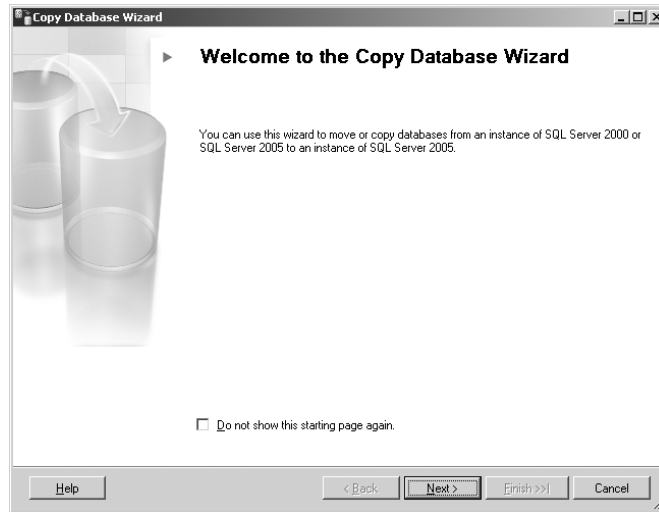 Copy Database Wizard
Welcome to the Copy Database Wizard
You can use this wizard to move or copy databases from an instance of SQL Server 2000 or
SQL Server 2005 to an instance of SQL Server 2005.
Do not show this starting page again.
Help
< Back
Next >
Finish >>|
Cancel